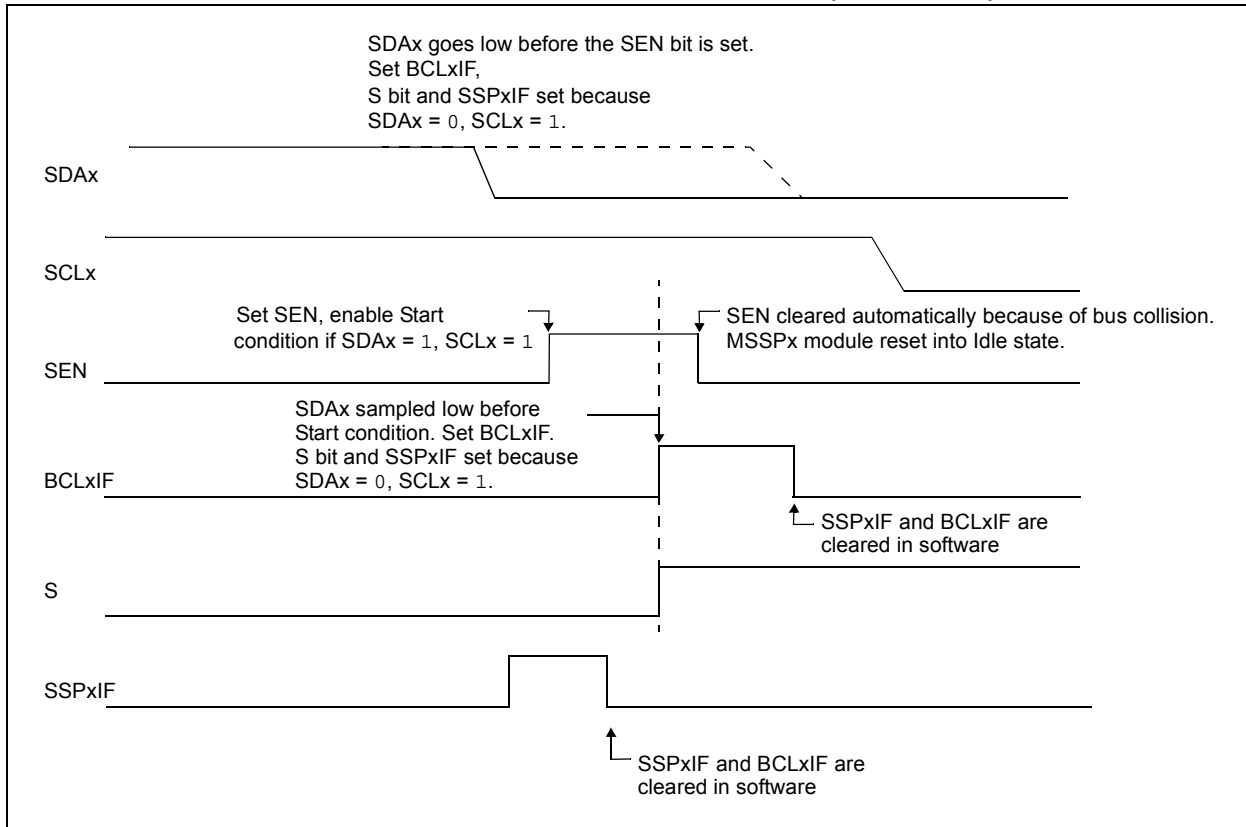 SDAx goes low before the SEN bit is set.
Set BCLxIF,
S bit and SSPxIF set because
SDAx = 0, SCLx = 1.
SDAx
SCLx
Set SEN, enable Start
condition if SDAx = 1, SCLx = 1
SEN cleared automatically because of bus collision.
MSSPx module reset into Idle state.
SEN
SDAx sampled low before
Start condition. Set BCLxIF.
S bit and SSPxIF set because
SDAx = 0, SCLx = 1.
BCLxIF
SSPxIF and BCLxIF are
cleared in software
S
SSPxIF
SSPxIF and BCLxIF are
cleared in software